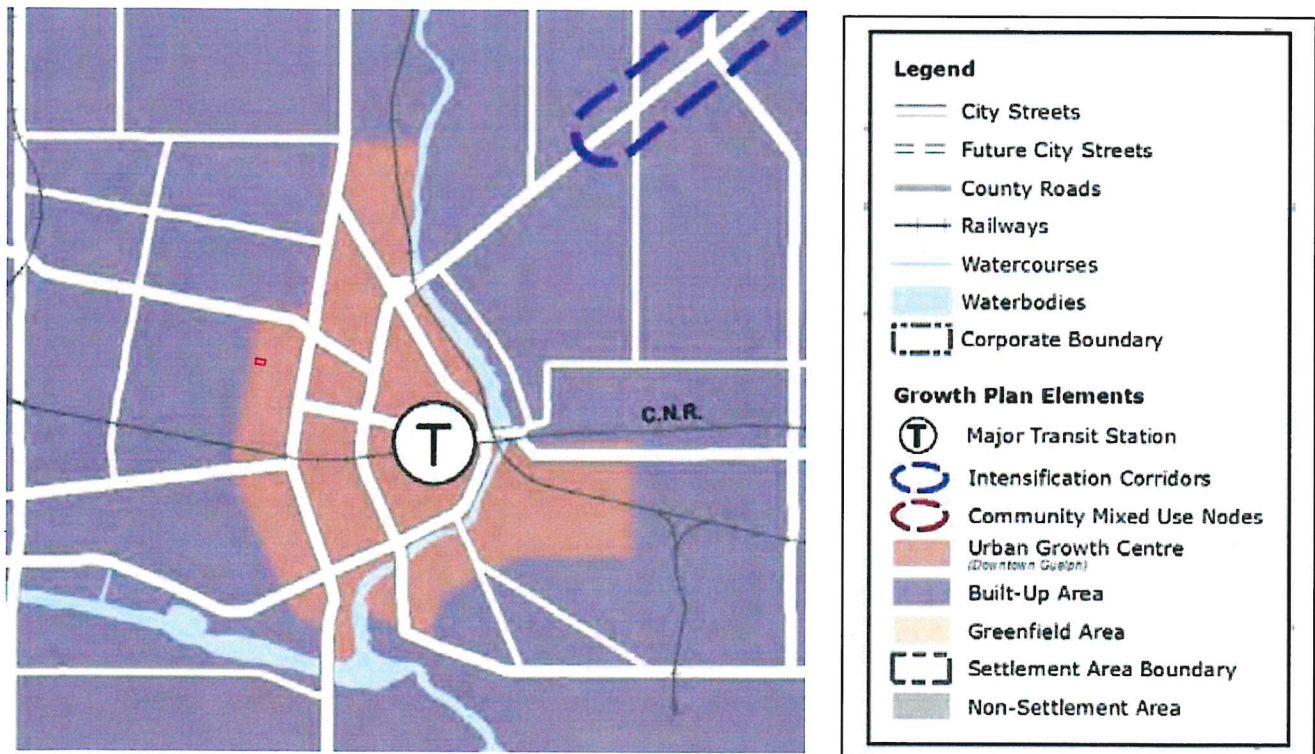 C.N.R.
T
Legend
City Streets
Future City Streets
County Roads
Railways
Watercourses
Waterbodies
Corporate Boundary
Growth Plan Elements
T Major Transit Station
Intensification Corridors
Community Mixed Use Nodes
Urban Growth Centre
(Downtown Guelph)
Built-Up Area
Greenfield Area
Settlement Area Boundary
Non-Settlement Area